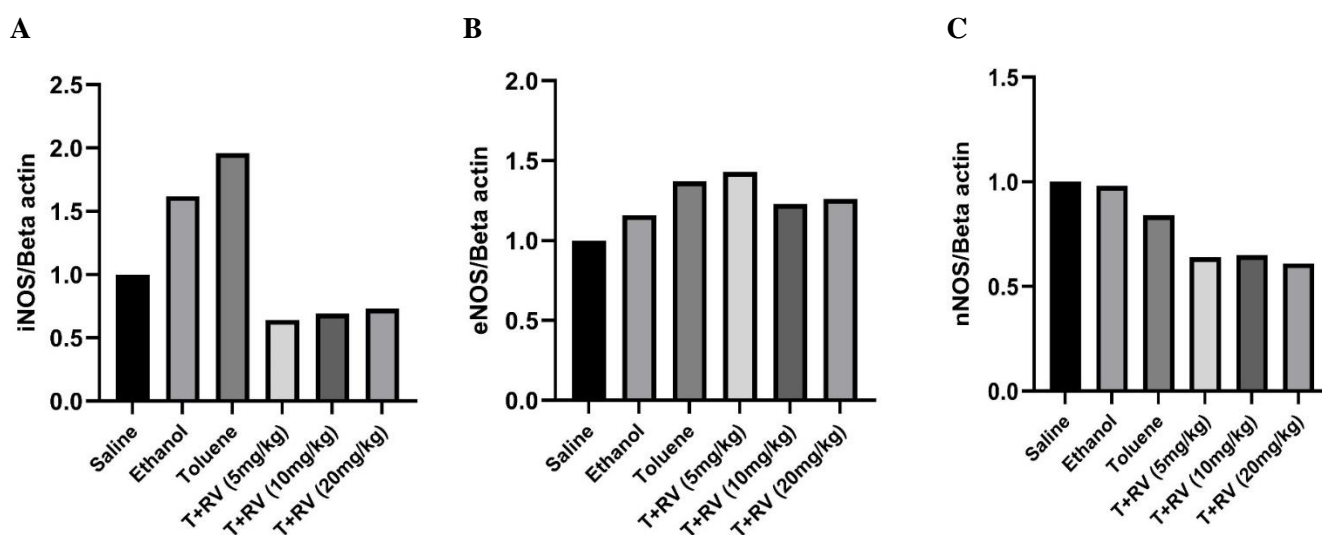 A
iNOS/Beta actin
2.5
2.0
1.5
1.0
0.5
0.0
Saline
Ethanol
Toluene
T+RV (5mg/kg)
T+RV (10mg/kg)
T+RV (20mg/kg)
B
eNOS/Beta actin
2.0
1.5
1.0
0.5
0.0
Saline
Ethanol
Toluene
T+RV (5mg/kg)
T+RV (10mg/kg)
T+RV (20mg/kg)
C
nNOS/Beta actin
1.5
1.0
0.5
0.0
Saline
Ethanol
Toluene
T+RV (5mg/kg)
T+RV (10mg/kg)
T+RV (20mg/kg)